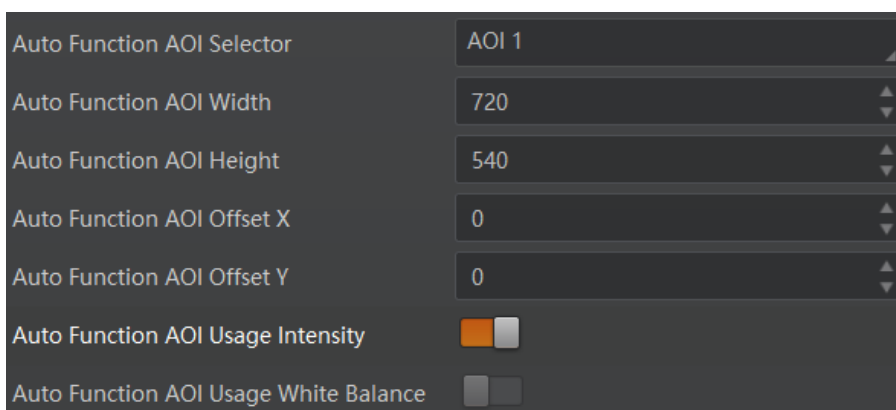 Auto Function AOI Selector AOI 1
Auto Function AOI Width 720
Auto Function AOI Height 540
Auto Function AOI Offset X 0
Auto Function AOI Offset Y 0
Auto Function AOI Usage Intensity
Auto Function AOI Usage White Balance